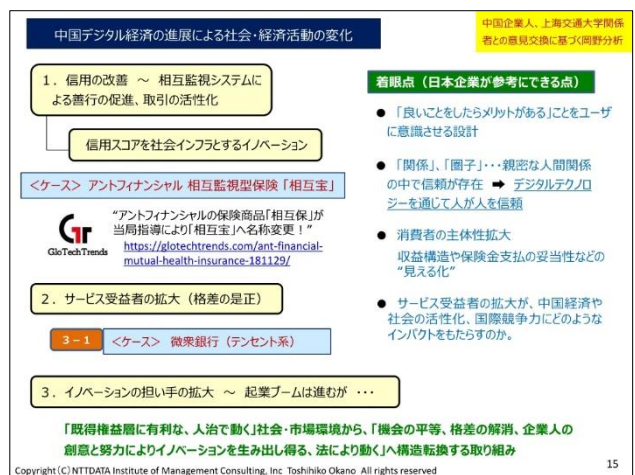 中国デジタル経済の進展による社会・経済活動の変化
中国企業人、上海交通大学関係
者との意見交換に基づく岡野分析
1．信用の改善 ～ 相互監視システムに
よる善行の促進、取引の活性化
信用スコアを社会インフラとするイノベーション
<ケース> アントフィナンシャル 相互監視型保険「相互宝」
GTT
GloTechTrends
“アントフィナンシャルの保険商品「相互保」が
当局指導により「相互宝」へ名称変更！”
https://glotechtrends.com/ant-financial-
mutual-health-insurance-181129/
2．サービス受益者の拡大（格差の是正）
3－1
<ケース> 微衆銀行（テンセント系）
3．イノベーションの担い手の拡大 ～ 起業ブームは進むが ・・・
着眼点（日本企業が参考にできる点）
● 「良いことをしたらメリットがある」ことをユーザ
に意識させる設計
● 「関係」、「圏子」・・・親密な人間関係
の中で信頼が存在 ➡ デジタルテクノロ
ジーを通じて人が人を信頼
● 消費者の主体性拡大
収益構造や保険金支払の妥当性などの
“見える化”
● サービス受益者の拡大が、中国経済や
社会の活性化、国際競争力にどのような
インパクトをもたらすのか。
「既得権益層に有利な、人治で動く」社会・市場環境から、「機会の平等、格差の解消、企業人の
創意と努力によりイノベーションを生み出し得る、法により動く」へ構造転換する取り組み
Copyright（C）NTTDATA Institute of Management Consulting, Inc Toshihiko Okano All rights reserved
15